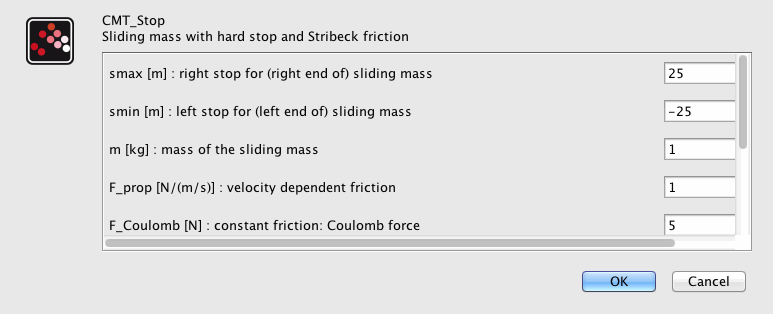 CMT_Stop
Sliding mass with hard stop and Stribeck friction
smax [m] : right stop for (right end of) sliding mass 25
smin [m] : left stop for (left end of) sliding mass -25
m [kg] : mass of the sliding mass 1
F_prop [N/(m/s)] : velocity dependent friction 1
F_Coulomb [N] : constant friction: Coulomb force 5
OK Cancel